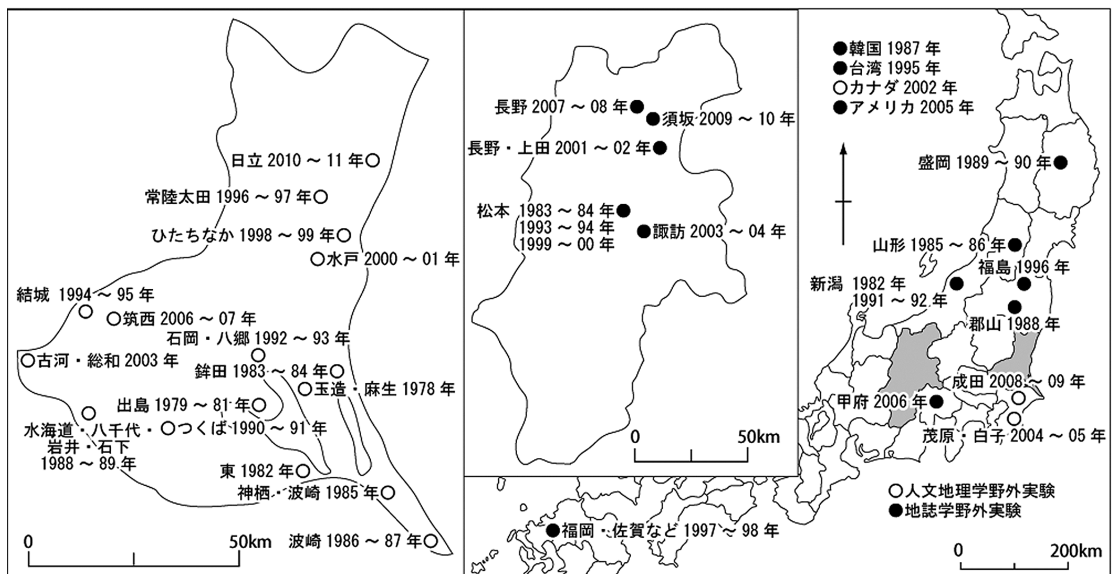 日立 2010 ～ 11 年
常陸太田 1996 ～ 97 年
ひたちなか 1998 ～ 99 年
水戸 2000 ～ 01 年
結城 1994 ～ 95 年
筑西 2006 ～ 07 年
石岡・八郷 1992 ～ 93 年
古河・総和 2003 年
鉾田 1983 ～ 84 年
玉造・麻生 1978 年
出島 1979 ～ 81 年
水海道・八千代・
岩井・石下
1988 ～ 89 年
つくば 1990 ～ 91 年
東 1982 年
神栖・波崎 1985 年
波崎 1986 ～ 87 年
0 50km
長野 2007 ～ 08 年
須坂 2009 ～ 10 年
長野・上田 2001 ～ 02 年
松本 1983 ～ 84 年
1993 ～ 94 年
1999 ～ 00 年
諏訪 2003 ～ 04 年
0 50km
韓国 1987 年
台湾 1995 年
カナダ 2002 年
アメリカ 2005 年
盛岡 1989 ～ 90 年
山形 1985 ～ 86 年
福島 1996 年
新潟 1982 年
1991 ～ 92 年
郡山 1988 年
成田 2008 ～ 09 年
甲府 2006 年
茂原・白子 2004 ～ 05 年
福岡・佐賀など 1997 ～ 98 年
人文地理学野外実験
地誌学野外実験
0 200km